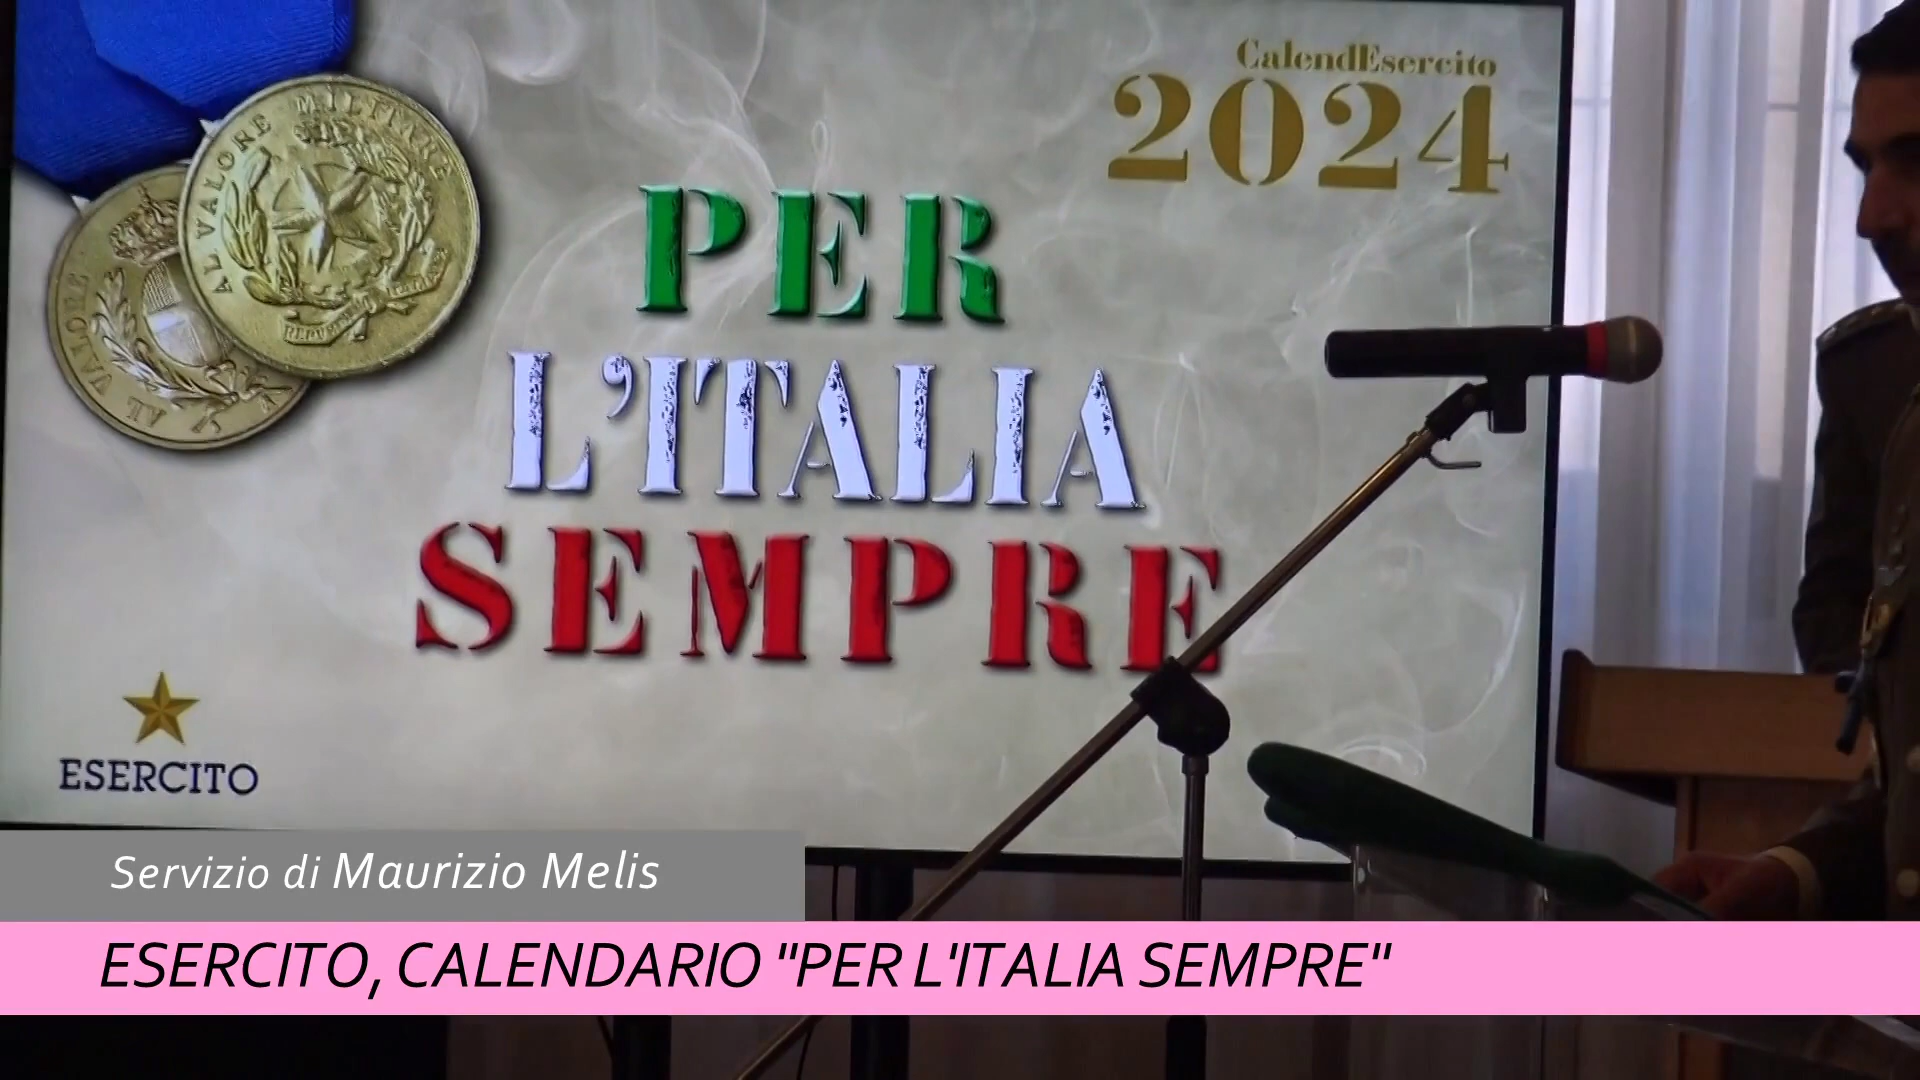 CalendEsercito
2024
AL VALORE MILITARE
AL VALORE
PER
L'ITALIA
SEMPRE
ESERCITO
Servizio di Maurizio Melis
ESERCITO, CALENDARIO "PER L'ITALIA SEMPRE"